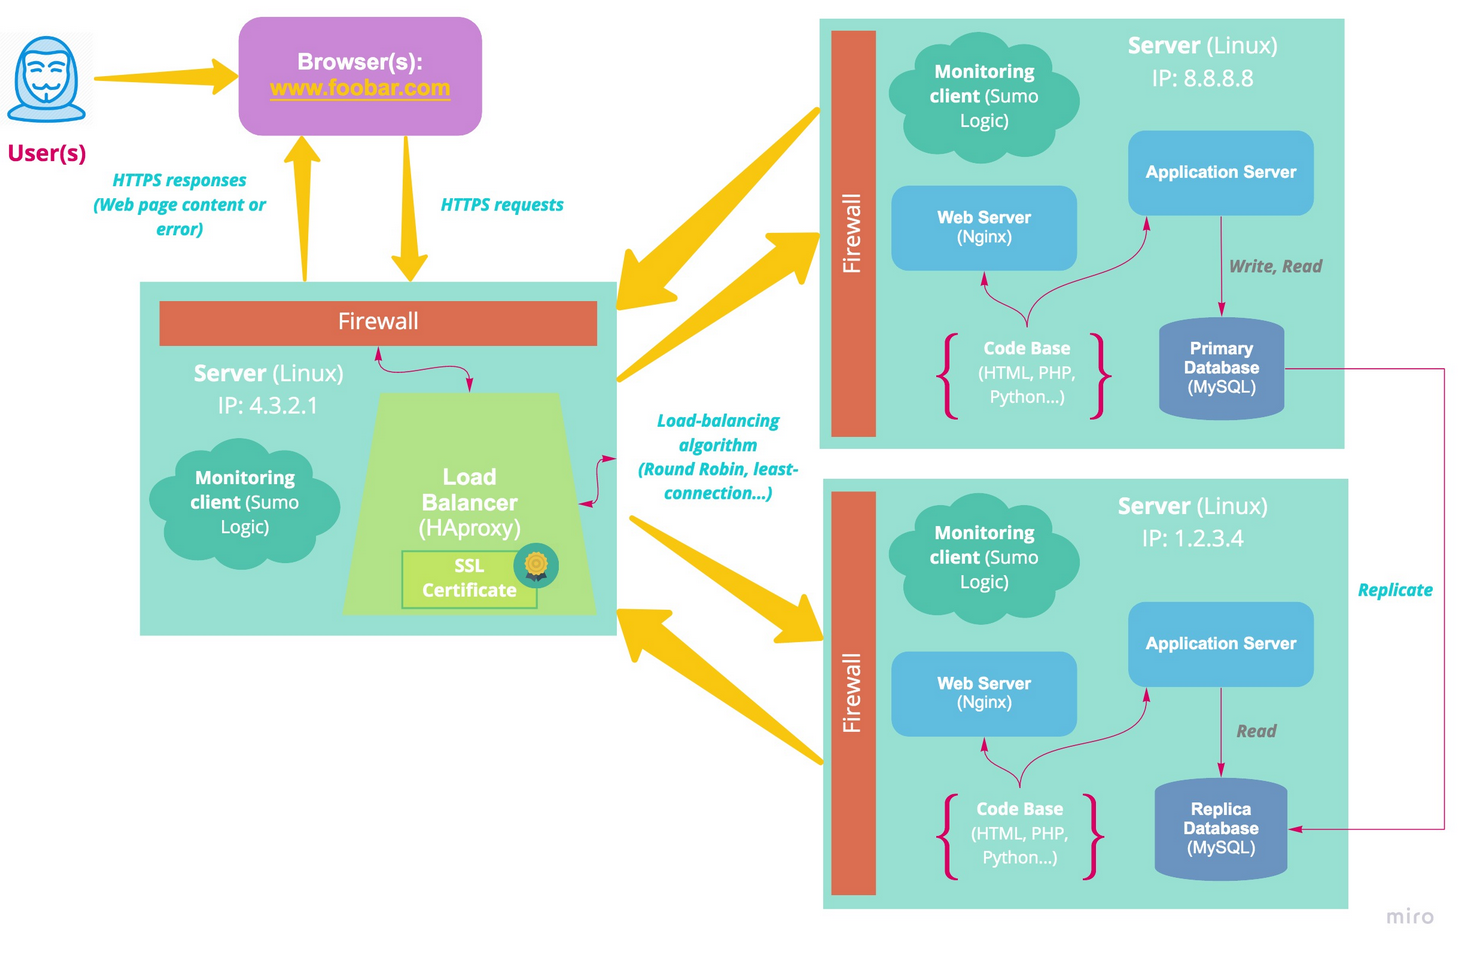 User(s)
Browser(s):
www.foobar.com
HTTPS responses
(Web page content or
error)
HTTPS requests
Firewall
Server (Linux)
IP: 4.3.2.1
Monitoring
client (Sumo
Logic)
Load
Balancer
(HAproxy)
SSL
Certificate
Load-balancing
algorithm
(Round Robin, least-
connection...)
Firewall
Monitoring
client (Sumo
Logic)
Server (Linux)
IP: 8.8.8.8
Application Server
Web Server
(Nginx)
Write, Read
Code Base
(HTML, PHP,
Python...)
Primary
Database
(MySQL)
Firewall
Monitoring
client (Sumo
Logic)
Server (Linux)
IP: 1.2.3.4
Application Server
Web Server
(Nginx)
Read
Code Base
(HTML, PHP,
Python...)
Replica
Database
(MySQL)
Replicate
miro